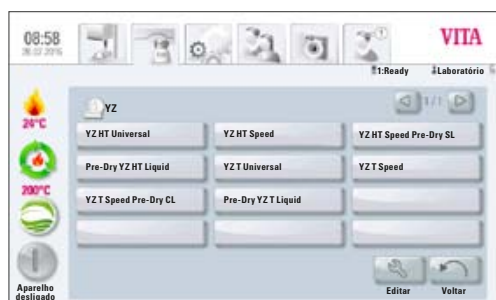 08:58
VITA
1:Ready Laboratório
YZ
1/1
24°C
YZ HT Universal YZ HT Speed YZ HT Speed Pre-Dry SL
Pre-Dry YZ HT Liquid YZ T Universal YZ T Speed
200°C
YZ T Speed Pre-Dry CL Pre-Dry YZ T Liquid
Aparelho
desligado
Editar Voltar